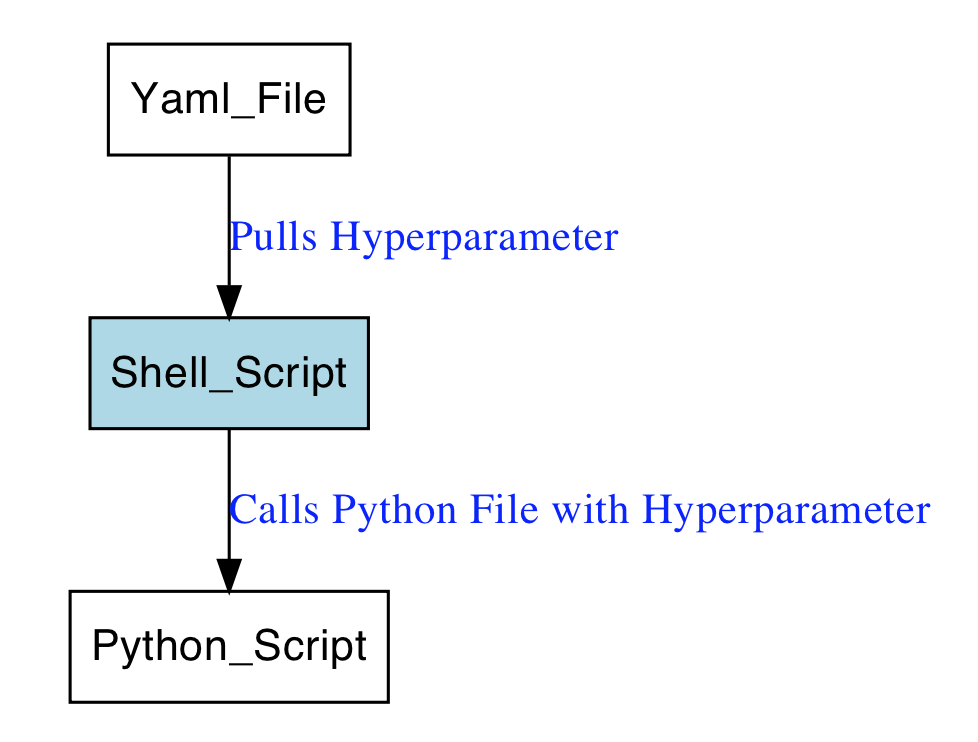 Yaml_File
Pulls Hyperparameter
Shell_Script
Calls Python File with Hyperparameter
Python_Script